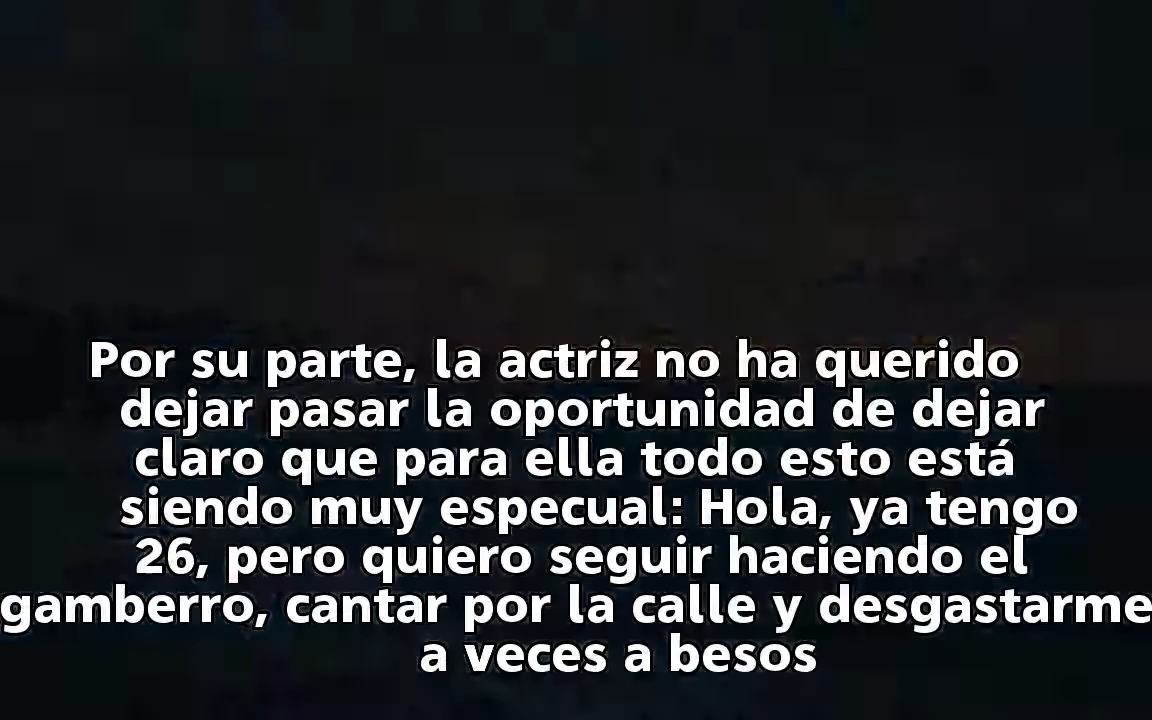 Por su parte, la actriz no ha querido
dejar pasar la oportunidad de dejar
claro que para ella todo esto está
siendo muy especual: Hola, ya tengo
26, pero quiero seguir haciendo el
gamberro, cantar por la calle y desgastarme
a veces a besos